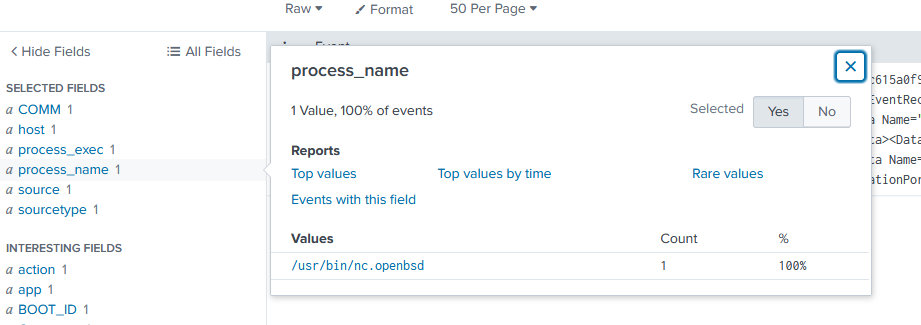 Raw Format 50 Per Page
Hide Fields All Fields
SELECTED FIELDS
a COMM 1
a host 1
a process_exec 1
a process_name 1
a source 1
a sourcetype 1
INTERESTING FIELDS
a action 1
a app 1
a BOOT_ID 1
Event
process_name
1 Value, 100% of events Selected Yes No
Reports
Top values Top values by time Rare values
Events with this field
Values Count %
/usr/bin/nc.openbsd 1 100%
c615a0f9
EventRec
a Name="
ta><Data
ta Name=
ationPor